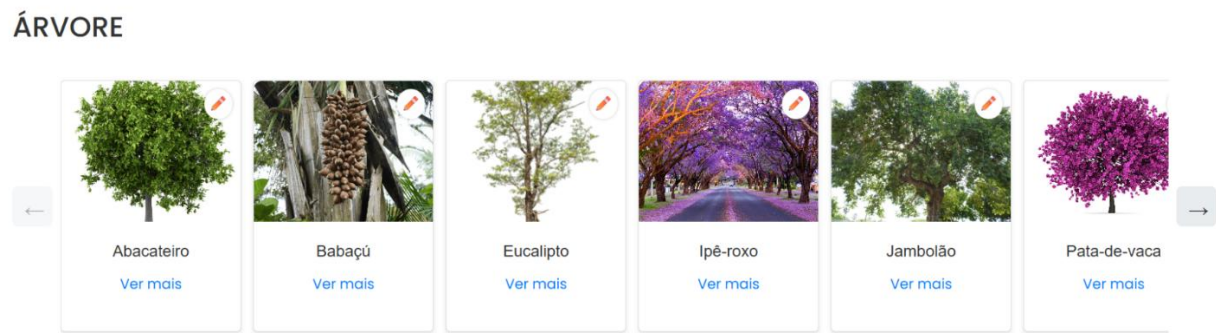 ÁRVORE
← →
Abacateiro Babaçú Eucalipto Ipê-roxo Jambolão Pata-de-vaca
Ver mais Ver mais Ver mais Ver mais Ver mais Ver mais